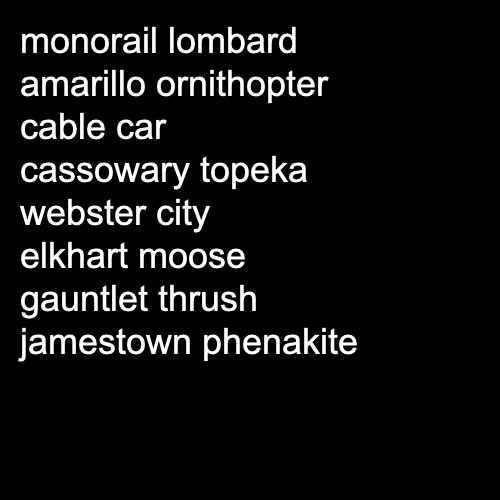 monorail lombard
amarillo ornithopter
cable car
cassowary topeka
webster city
elkhart moose
gauntlet thrush
jamestown phenakite